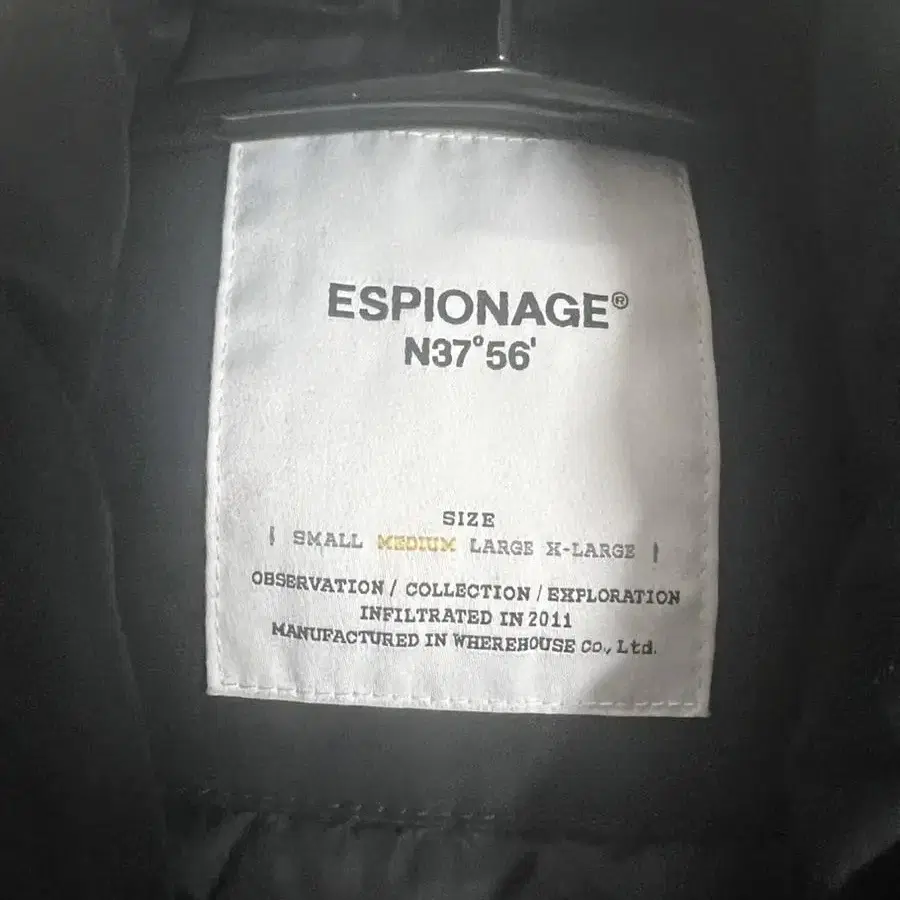 ESPIONAGE®
N37°56'
SIZE
| SMALL MEDIUM LARGE X-LARGE |
OBSERVATION / COLLECTION / EXPLORATION
INFILTRATED IN 2011
MANUFACTURED IN WHEREHOUSE Co., Ltd.